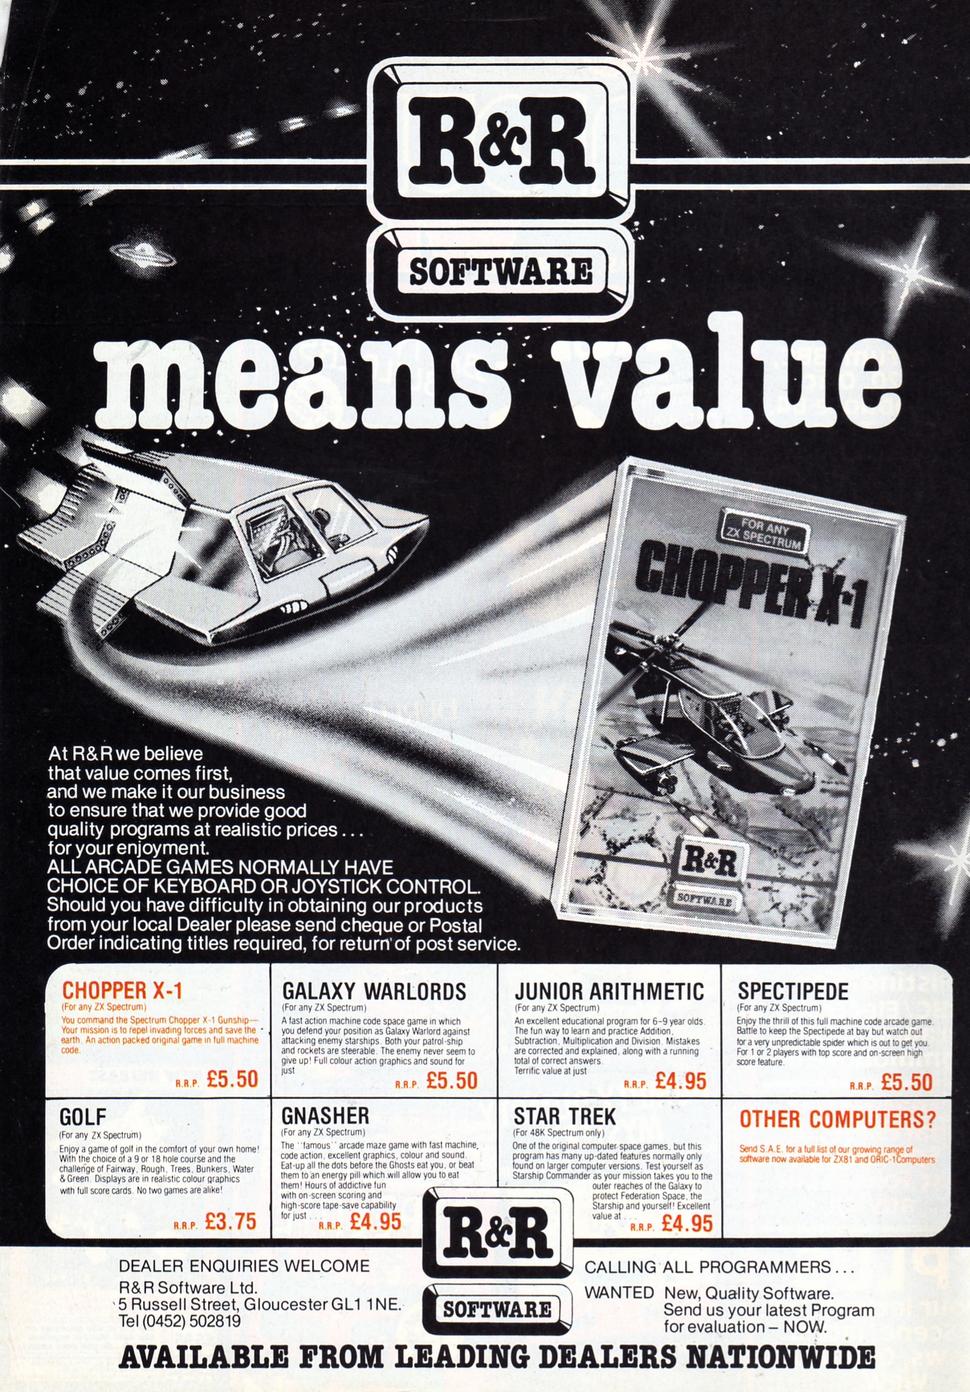 R&R
SOFTWARE
means value
FOR ANY
ZX SPECTRUM
CHOPPER X-1
R&R
SOFTWARE
At R&R we believe
that value comes first,
and we make it our business
to ensure that we provide good
quality programs at realistic prices . . .
for your enjoyment.
ALL ARCADE GAMES NORMALLY HAVE
CHOICE OF KEYBOARD OR JOYSTICK CONTROL.
Should you have difficulty in obtaining our products
from your local Dealer please send cheque or Postal
Order indicating titles required, for return of post service.
CHOPPER X-1
(For any ZX Spectrum)
You command the Spectrum Chopper X-1 Gunship—
Your mission is to repel invading forces and save the
earth. An action packed original game in full machine
code.
R.R.P. £5.50
GALAXY WARLORDS
(For any ZX Spectrum)
A fast action machine code space game in which
you defend your position as Galaxy Warlord against
attacking enemy starships. Both your patrol-ship
and rockets are steerable. The enemy never seem to
give up! Full colour action graphics and sound for
just
R.R.P. £5.50
JUNIOR ARITHMETIC
(For any ZX Spectrum)
An excellent educational program for 6–9 year olds.
The fun way to learn and practice Addition,
Subtraction, Multiplication and Division. Mistakes
are corrected and explained, along with a running
total of correct answers.
Terrific value at just
R.R.P. £4.95
SPECTIPEDE
(For any ZX Spectrum)
Enjoy the thrill of this full machine code arcade game.
Battle to keep the Spectipede at bay but watch out
for a very unpredictable spider which is out to get you.
For 1 or 2 players with top score and on-screen high
score feature.
R.R.P. £5.50
GOLF
(For any ZX Spectrum)
Enjoy a game of golf in the comfort of your own home!
With the choice of a 9 or 18 hole course and the
challenge of Fairway, Rough, Trees, Bunkers, Water
& Green. Displays are in realistic colour graphics
with full score cards. No two games are alike!
R.R.P. £3.75
GNASHER
(For any ZX Spectrum)
The ''famous'' arcade maze game with fast machine,
code action, excellent graphics, colour and sound.
Eat-up all the dots before the Ghosts eat you, or beat
them to an energy pill which will allow you to eat
them! Hours of addictive fun
with on-screen scoring and
high-score tape-save capability
for just . . . R.R.P. £4.95
STAR TREK
(For 48K Spectrum only)
One of the original computer space games, but this
program has many up-dated features normally only
found on larger computer versions. Test yourself as
Starship Commander as your mission takes you to the
outer reaches of the Galaxy to
protect Federation Space, the
Starship and yourself! Excellent
value at . . .
R.R.P. £4.95
OTHER COMPUTERS?
Send S.A.E. for a full list of our growing range of
software now available for ZX81 and ORIC-1Computers
R&R
SOFTWARE
DEALER ENQUIRIES WELCOME
R&R Software Ltd.
5 Russell Street, Gloucester GL1 1NE.
Tel (0452) 502819
CALLING ALL PROGRAMMERS . . .
WANTED New, Quality Software.
Send us your latest Program
for evaluation – NOW.
AVAILABLE FROM LEADING DEALERS NATIONWIDE